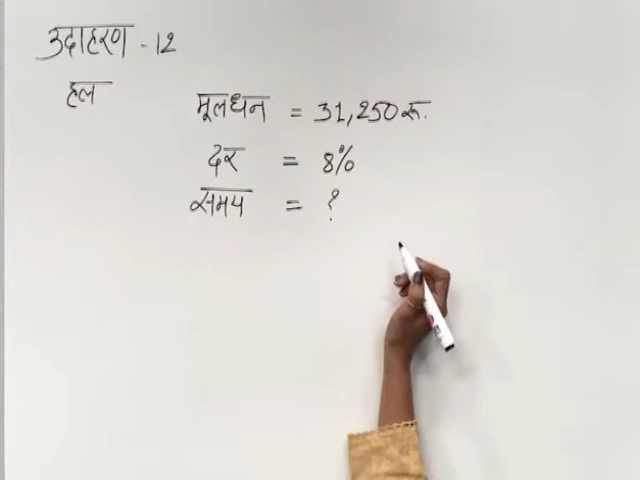 उदाहरण - 12
हल
मूलधन = 31,250 रू.
दर = 8%
समय = ?